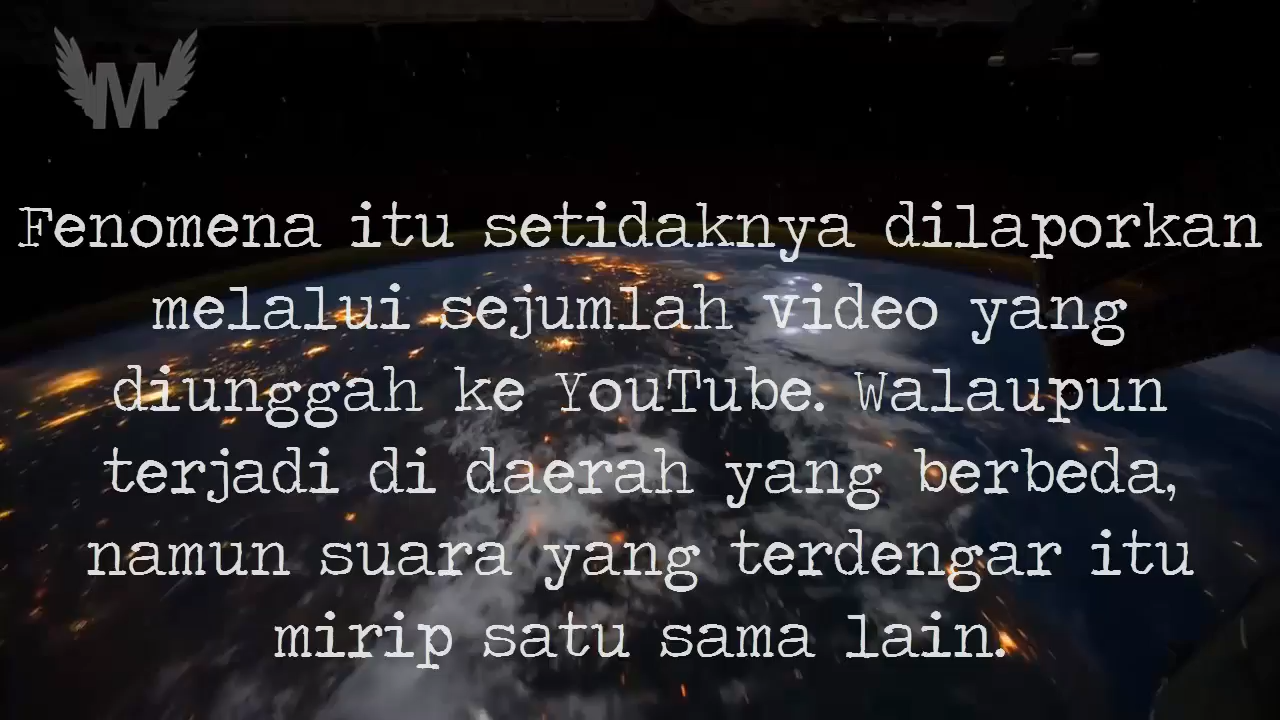 M
Fenomena itu setidaknya dilaporkan
melalui sejumlah video yang
diunggah ke YouTube. Walaupun
terjadi di daerah yang berbeda,
namun suara yang terdengar itu
mirip satu sama lain.